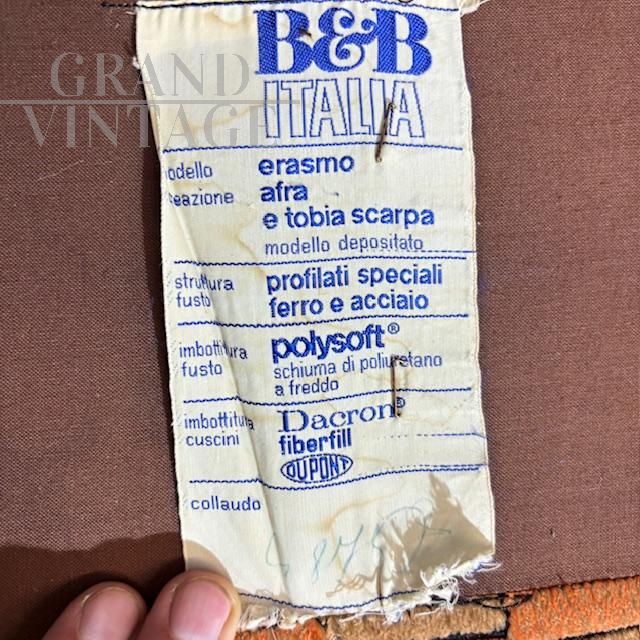 GRAND
VINTAGE
B&B
ITALIA
odello erasmo
eazione afra
e tobia scarpa
modello depositato
struttura profilati speciali
fusto ferro e acciaio
imbottitura polysoft®
fusto schiuma di poliuretano
a freddo
imbottitura Dacron®
cuscini fiberfill
DUPONT
collaudo